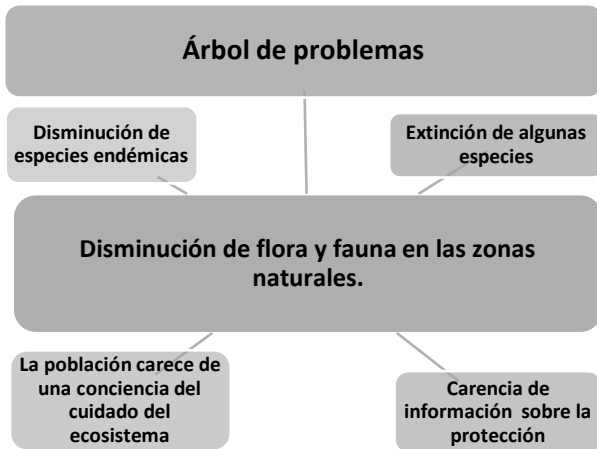 Árbol de problemas
Disminución de
especies endémicas
Extinción de algunas
especies
Disminución de flora y fauna en las zonas
naturales.
La población carece de
una conciencia del
cuidado del
ecosistema
Carencia de
información sobre la
protección